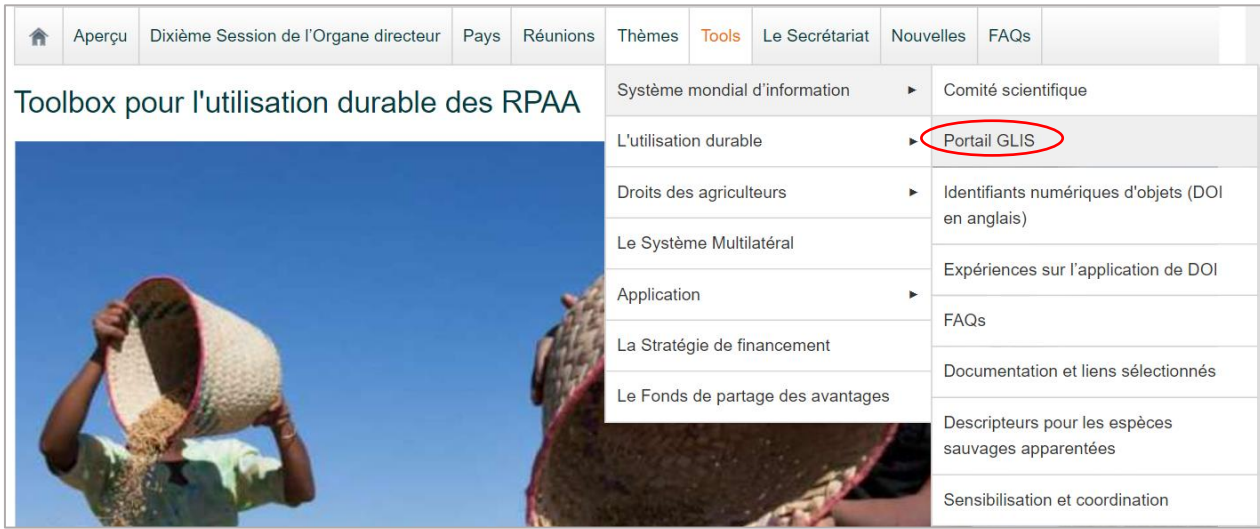 Aperçu
Dixième Session de l'Organe directeur
Pays
Réunions
Thèmes
Tools
Le Secrétariat
Nouvelles
FAQs
Toolbox pour l'utilisation durable des RPAA
Système mondial d’information
L'utilisation durable
Droits des agriculteurs
Le Système Multilatéral
Application
La Stratégie de financement
Le Fonds de partage des avantages
Comité scientifique
Portail GLIS
Identifiants numériques d'objets (DOI
en anglais)
Expériences sur l’application de DOI
FAQs
Documentation et liens sélectionnés
Descripteurs pour les espèces
sauvages apparentées
Sensibilisation et coordination